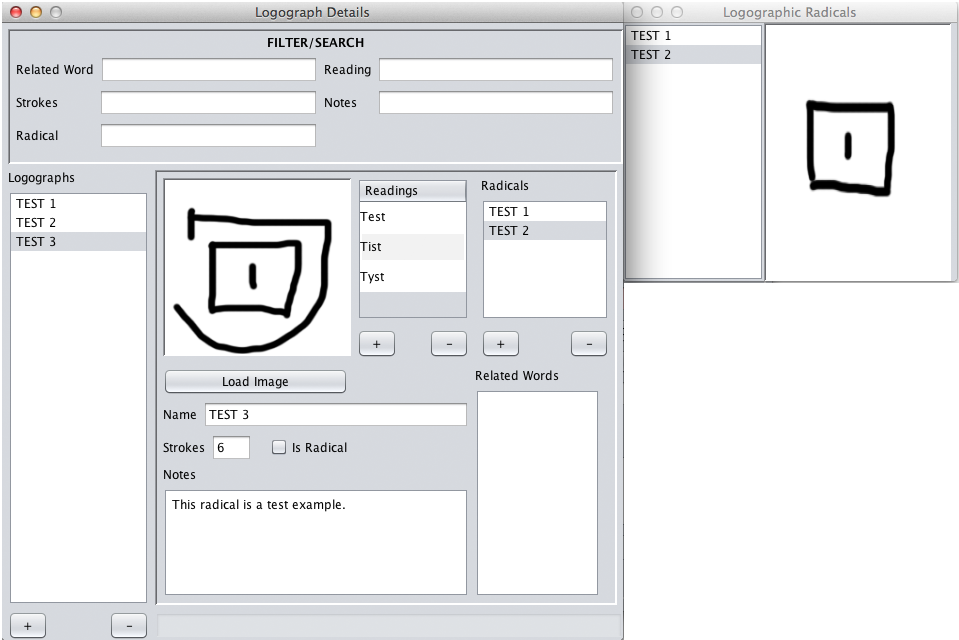 Logograph Details
FILTER/SEARCH
Related Word
Reading
Strokes
Notes
Radical
Logographs
TEST 1
TEST 2
TEST 3
Readings
Test
Tist
Tyst
+ -
Radicals
TEST 1
TEST 2
+ -
Load Image
Name TEST 3
Strokes 6 Is Radical
Notes
This radical is a test example.
Related Words
+ -
Logographic Radicals
TEST 1
TEST 2